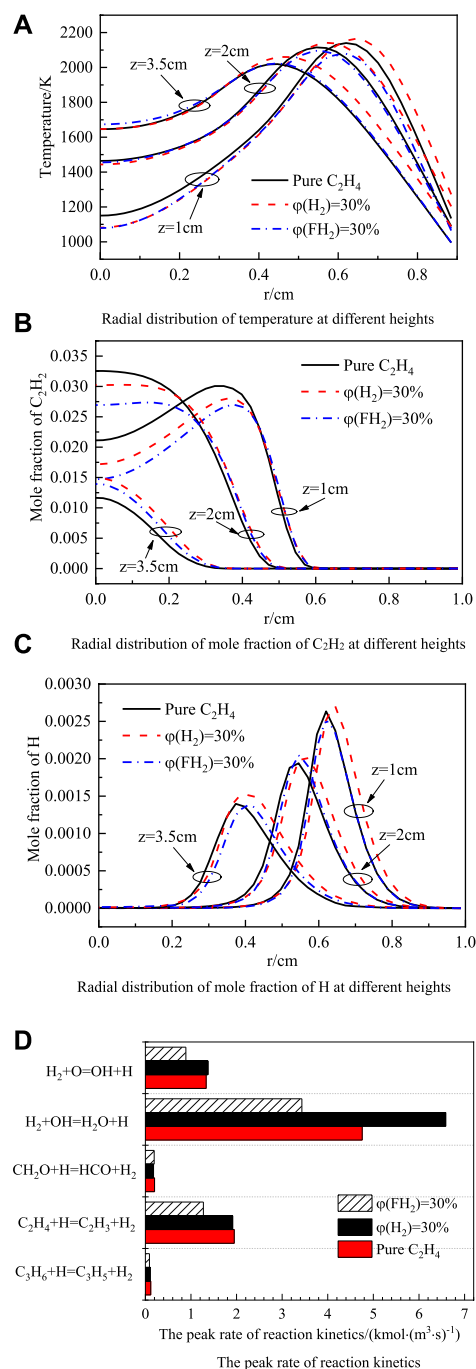 A
2200
2000
1800
1600
1400
1200
1000
Temperature/K
z=3.5cm
z=2cm
z=1cm
Pure C₂H₄
φ(H₂)=30%
φ(FH₂)=30%
0.0 0.2 0.4 0.6 0.8 1.0
r/cm
Radial distribution of temperature at different heights
B
0.035
0.030
0.025
0.020
0.015
0.010
0.005
0.000
Mole fraction of C₂H₂
Pure C₂H₄
φ(H₂)=30%
φ(FH₂)=30%
z=1cm
z=2cm
z=3.5cm
0.0 0.2 0.4 0.6 0.8 1.0
r/cm
Radial distribution of mole fraction of C₂H₂ at different heights
C
0.0030
0.0025
0.0020
0.0015
0.0010
0.0005
0.0000
Mole fraction of H
Pure C₂H₄
φ(H₂)=30%
φ(FH₂)=30%
z=1cm
z=3.5cm
z=2cm
0.0 0.2 0.4 0.6 0.8 1.0
r/cm
Radial distribution of mole fraction of H at different heights
D
H₂+O=OH+H
H₂+OH=H₂O+H
CH₂O+H=HCO+H₂
C₂H₄+H=C₂H₃+H₂
C₃H₆+H=C₃H₅+H₂
φ(FH₂)=30%
φ(H₂)=30%
Pure C₂H₄
0 1 2 3 4 5 6 7
The peak rate of reaction kinetics/(kmol·(m³·s)⁻¹)
The peak rate of reaction kinetics